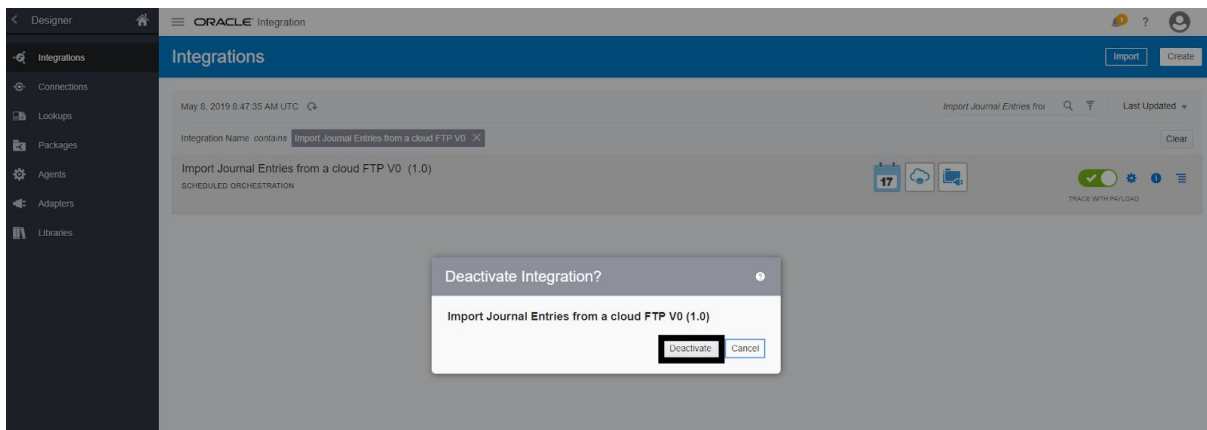 Designer
ORACLE Integration
1
?
Integrations
Integrations
Import
Create
Connections
Lookups
Packages
Agents
Adapters
Libraries
May 8, 2019 8:47:35 AM UTC
Import Journal Entries fro
Last Updated
Integration Name contains Import Journal Entries from a cloud FTP V0
Clear
Import Journal Entries from a cloud FTP V0 (1.0)
SCHEDULED ORCHESTRATION
17
TRACE WITH PAYLOAD
Deactivate Integration?
?
Import Journal Entries from a cloud FTP V0 (1.0)
Deactivate
Cancel